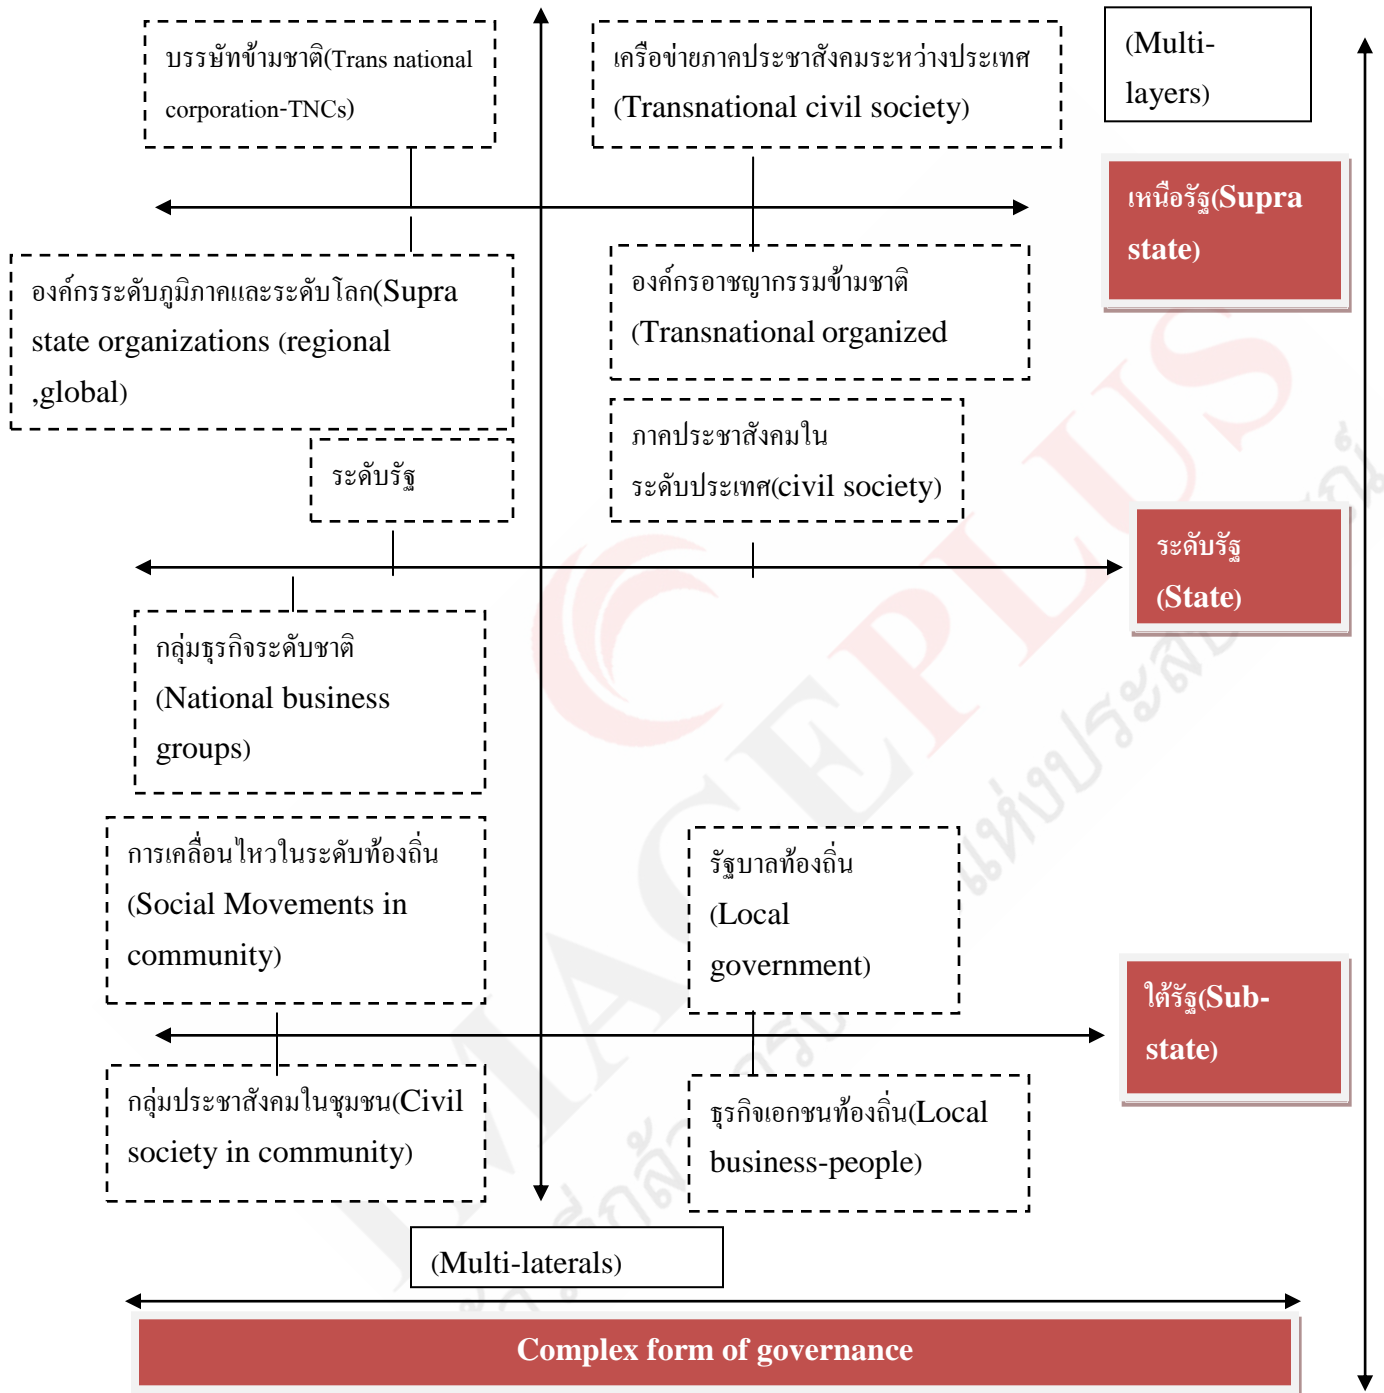 บรรษัทข้ามชาติ(Trans national
corporation-TNCs)
เครือข่ายภาคประชาสังคมระหว่างประเทศ
(Transnational civil society)
(Multi-
layers)
เหนือรัฐ(Supra
state)
องค์กรระดับภูมิภาคและระดับโลก(Supra
state organizations (regional
,global)
องค์กรอาชญากรรมข้ามชาติ
(Transnational organized
ระดับรัฐ
ภาคประชาสังคมใน
ระดับประเทศ(civil society)
ระดับรัฐ
(State)
กลุ่มธุรกิจระดับชาติ
(National business
groups)
การเคลื่อนไหวในระดับท้องถิ่น
(Social Movements in
community)
รัฐบาลท้องถิ่น
(Local
government)
ใต้รัฐ(Sub-
state)
กลุ่มประชาสังคมในชุมชน(Civil
society in community)
ธุรกิจเอกชนท้องถิ่น(Local
business-people)
(Multi-laterals)
Complex form of governance
IMAGEPLUS
แห่งประสบ